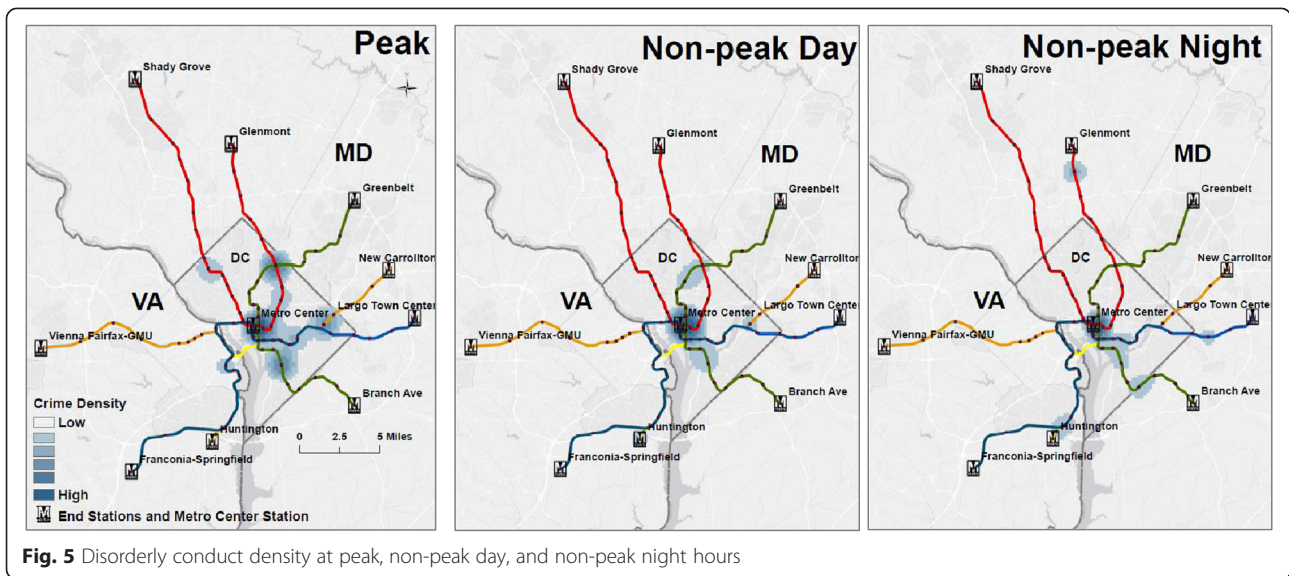 Peak
Shady Grove
Glenmont
MD
Greenbelt
DC
New Carrollton
VA
Metro Center
Largo Town Center
Vienna Fairfax-GMU
Branch Ave
Crime Density
Low
High
Huntington
0 2.5 5 Miles
Franconia-Springfield
End Stations and Metro Center Station
Non-peak Day
Shady Grove
Glenmont
MD
Greenbelt
DC
New Carrollton
VA
Metro Center
Largo Town Center
Vienna Fairfax-GMU
Branch Ave
Huntington
Franconia-Springfield
Non-peak Night
Shady Grove
Glenmont
MD
Greenbelt
DC
New Carrollton
VA
Metro Center
Largo Town Center
Vienna Fairfax-GMU
Branch Ave
Huntington
Franconia-Springfield
Fig. 5 Disorderly conduct density at peak, non-peak day, and non-peak night hours